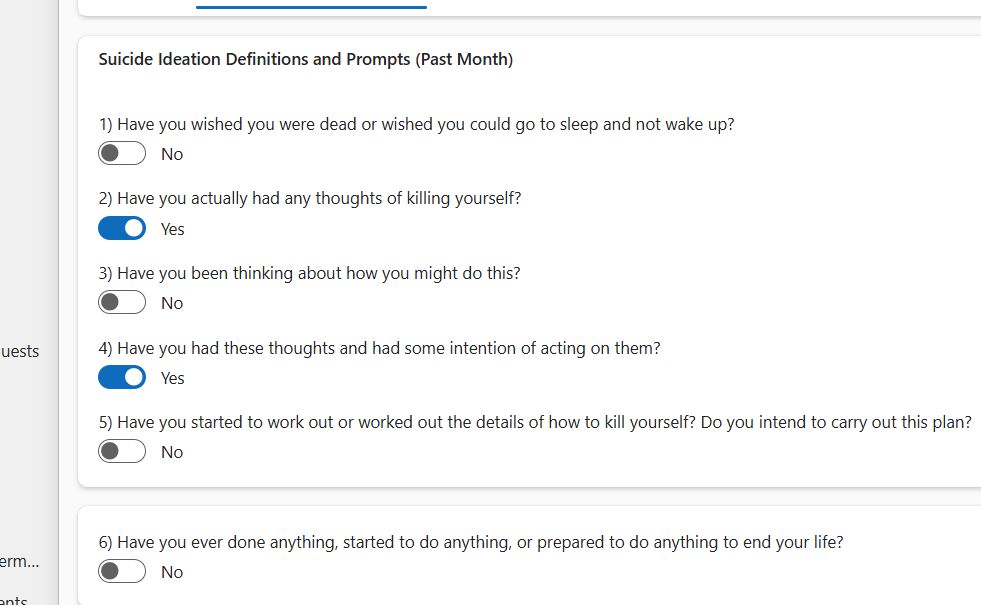 Suicide Ideation Definitions and Prompts (Past Month)
1) Have you wished you were dead or wished you could go to sleep and not wake up?
No
2) Have you actually had any thoughts of killing yourself?
Yes
3) Have you been thinking about how you might do this?
No
uests
4) Have you had these thoughts and had some intention of acting on them?
Yes
5) Have you started to work out or worked out the details of how to kill yourself? Do you intend to carry out this plan?
No
6) Have you ever done anything, started to do anything, or prepared to do anything to end your life?
erm...
No